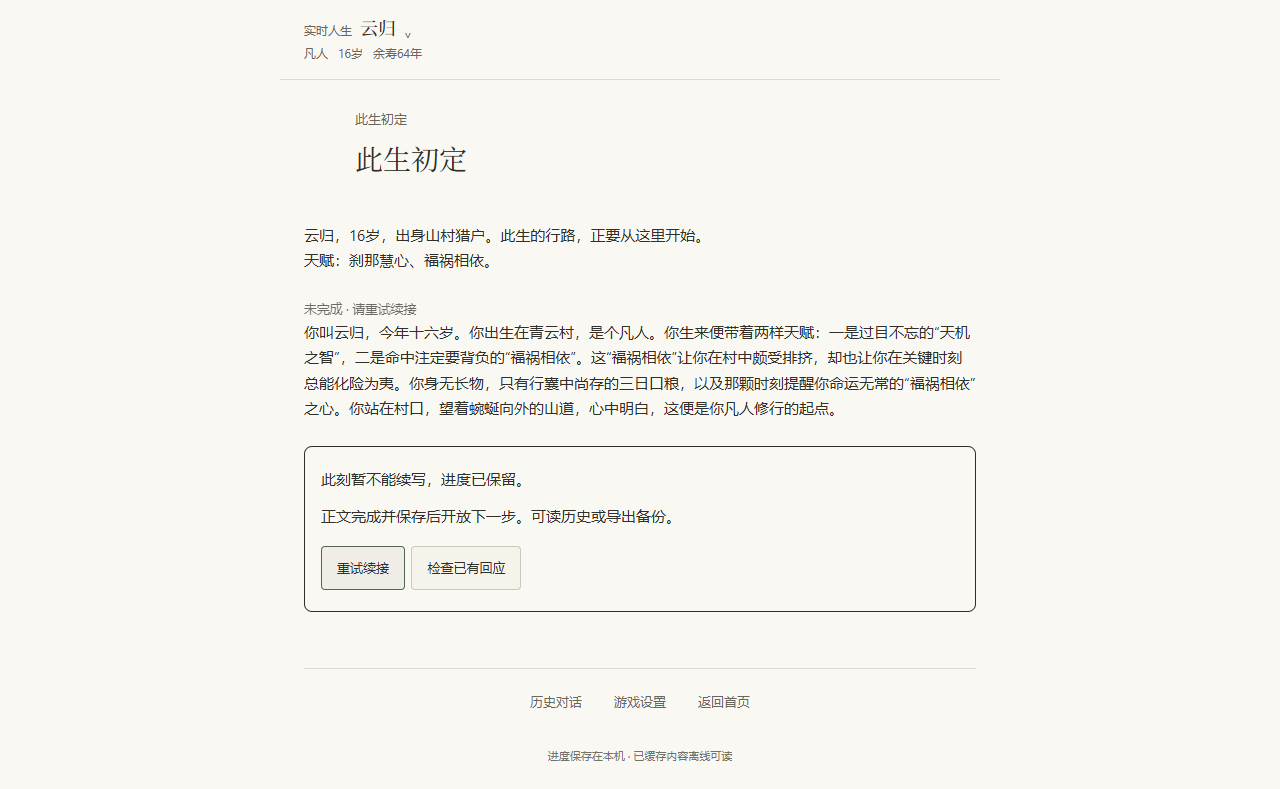 实时人生 云归 ˅
凡人 16岁 余寿64年
此生初定
此生初定
云归，16岁，出身山村猎户。此生的行路，正要从这里开始。
天赋：刹那慧心、福祸相依。
未完成 · 请重试续接
你叫云归，今年十六岁。你出生在青云村，是个凡人。你生来便带着两样天赋：一是过目不忘的“天机
之智”，二是命中注定要背负的“福祸相依”。这“福祸相依”让你在村中颇受排挤，却也让你在关键时刻
总能化险为夷。你身无长物，只有行囊中尚存的三日口粮，以及那颗时刻提醒你命运无常的“福祸相依”
之心。你站在村口，望着蜿蜒向外的山道，心中明白，这便是你凡人修行的起点。
此刻暂不能续写，进度已保留。
正文完成并保存后开放下一步。可读历史或导出备份。
重试续接 检查已有回应
历史对话 游戏设置 返回首页
进度保存在本机 · 已缓存内容离线可读